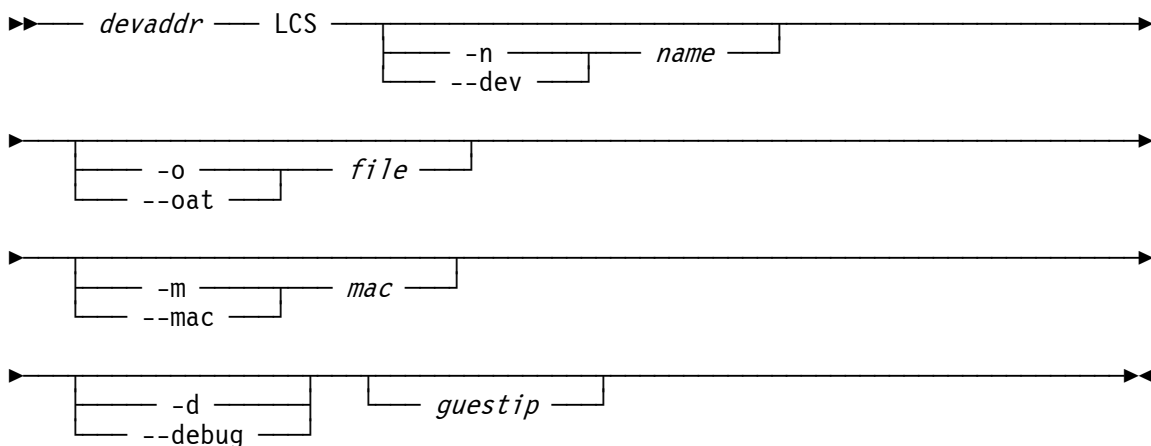 devaddr LCS
-n name
--dev
-o file
--oat
-m mac
--mac
-d guestip
--debug